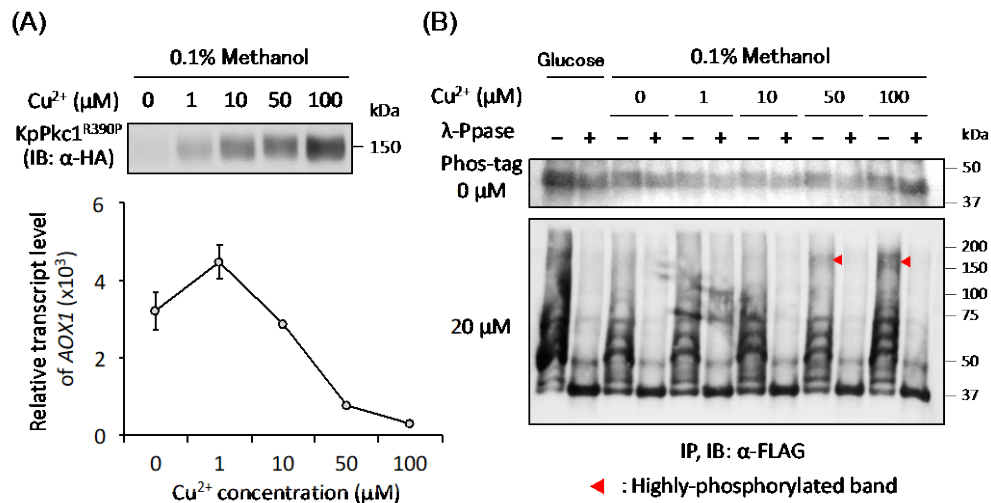 (A)
0.1% Methanol
Cu²⁺ (μM) 0 1 10 50 100
kDa
KpPkc1ᴿ³⁹⁰ᴾ
(IB: α-HA)
150
6
4
2
0
Relative transcript level
of AOX1 (x10³)
0 1 10 50 100
Cu²⁺ concentration (μM)
(B)
Glucose 0.1% Methanol
Cu²⁺ (μM) 0 1 10 50 100
λ-Ppase − + − + − + − + − + − + kDa
Phos-tag
0 μM
50
37
20 μM
200
150
100
75
50
37
IP, IB: α-FLAG
: Highly-phosphorylated band